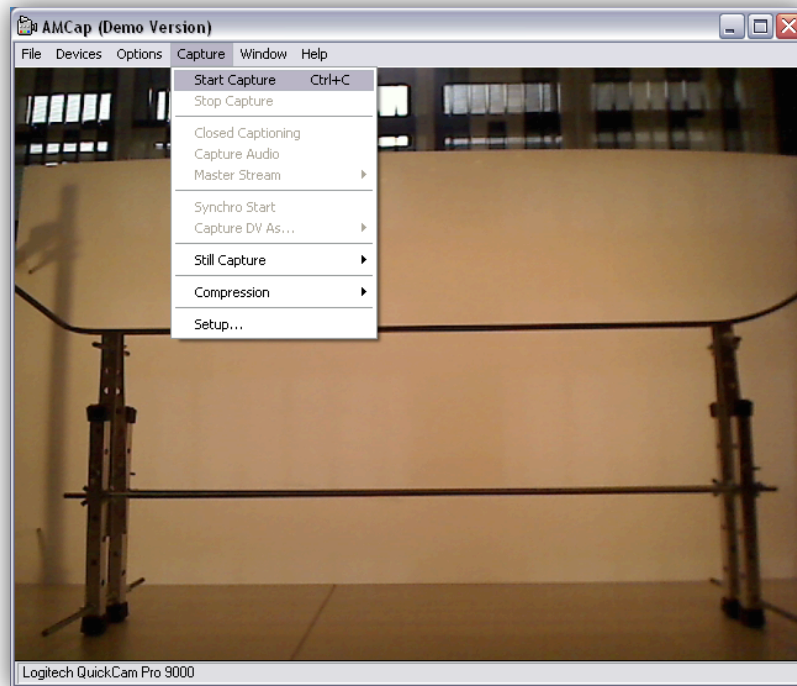 AMCap (Demo Version)
File Devices Options Capture Window Help
Start Capture Ctrl+C
Stop Capture
Closed Captioning
Capture Audio
Master Stream
Synchro Start
Capture DV As...
Still Capture
Compression
Setup...
Logitech QuickCam Pro 9000